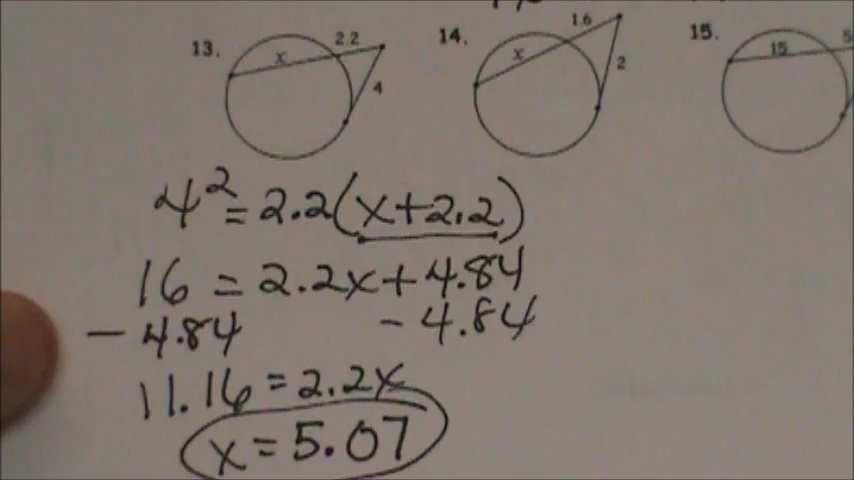 13. x 2.2 4
14. x 1.6 2
15. 15 5
4² = 2.2(x+2.2)
16 = 2.2x+4.84
- 4.84 - 4.84
11.16 = 2.2x
x = 5.07